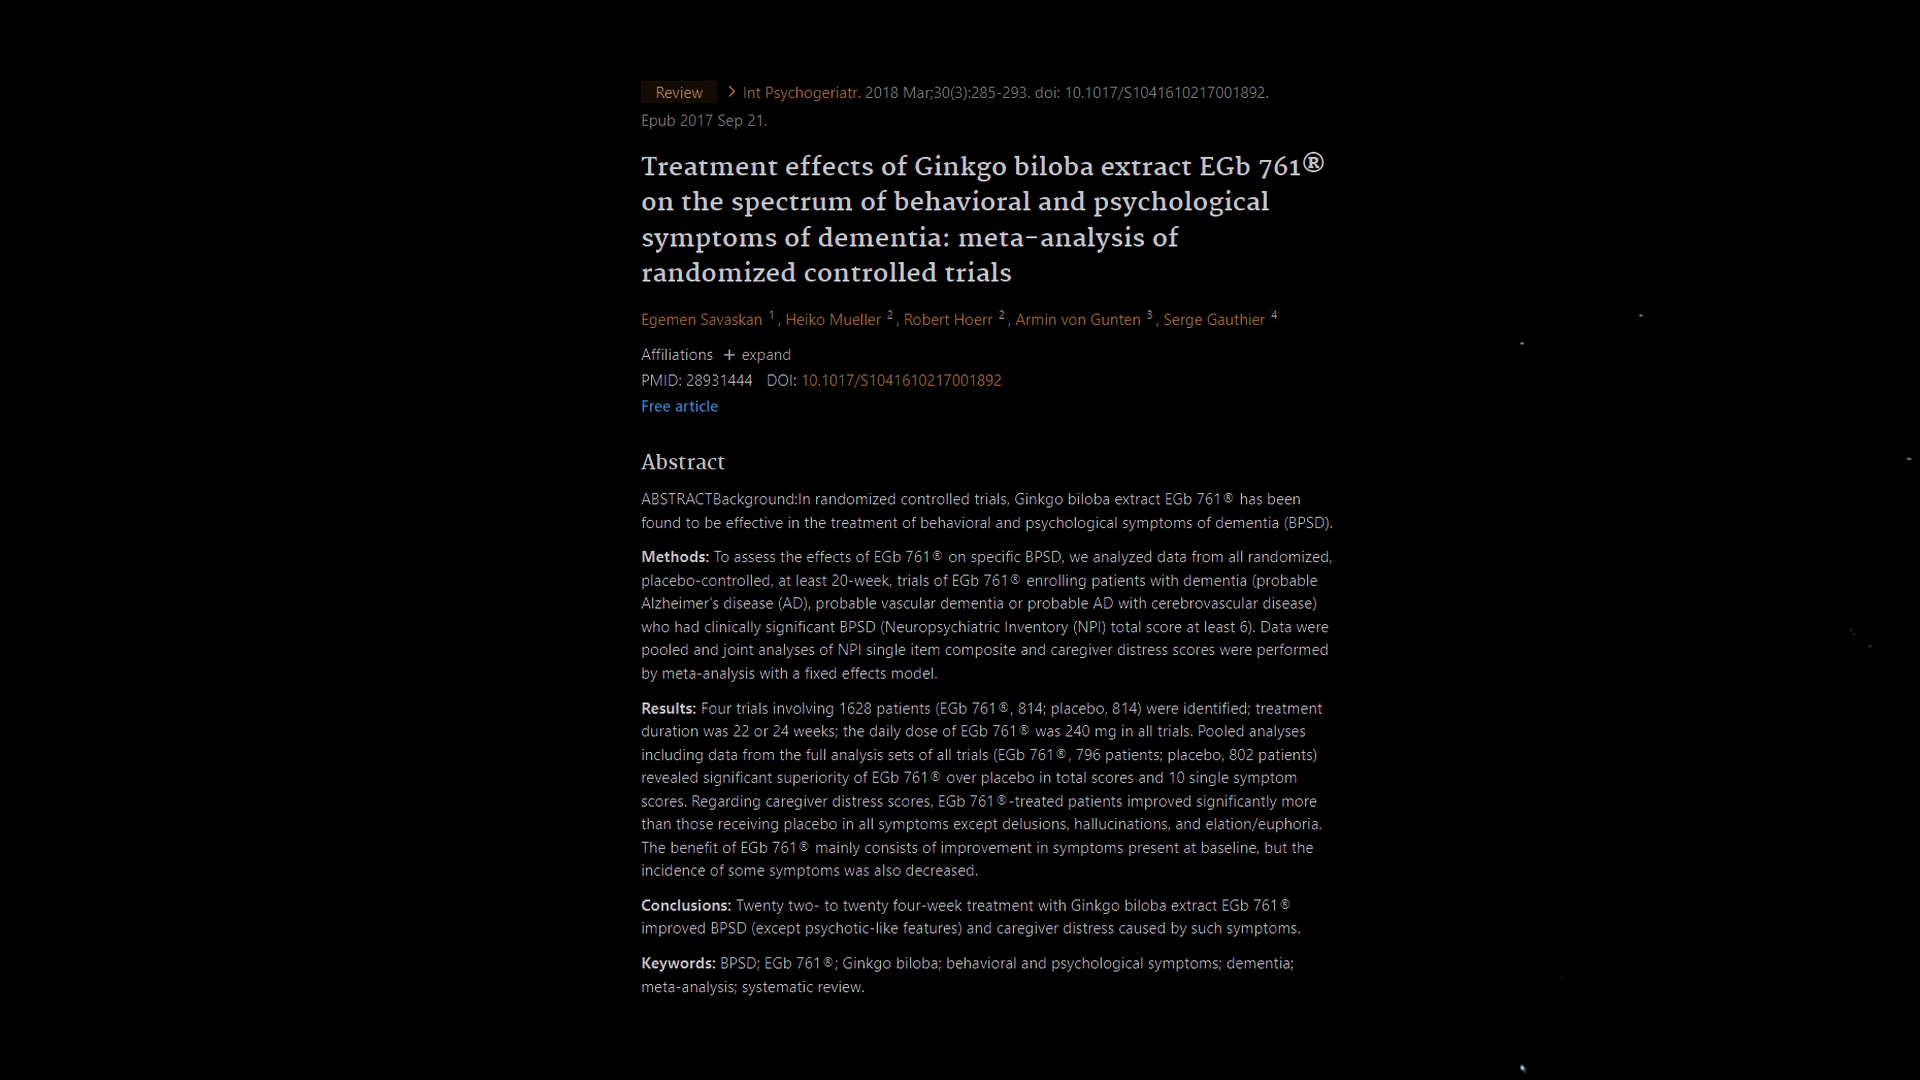 Review > Int Psychogeriatr. 2018 Mar;30(3):285-293. doi: 10.1017/S1041610217001892.
Epub 2017 Sep 21.
Treatment effects of Ginkgo biloba extract EGb 761®
on the spectrum of behavioral and psychological
symptoms of dementia: meta-analysis of
randomized controlled trials
Egemen Savaskan 1, Heiko Mueller 2, Robert Hoerr 2, Armin von Gunten 3, Serge Gauthier 4
Affiliations + expand
PMID: 28931444 DOI: 10.1017/S1041610217001892
Free article
Abstract
ABSTRACTBackground:In randomized controlled trials, Ginkgo biloba extract EGb 761® has been
found to be effective in the treatment of behavioral and psychological symptoms of dementia (BPSD).
Methods: To assess the effects of EGb 761® on specific BPSD, we analyzed data from all randomized,
placebo-controlled, at least 20-week, trials of EGb 761® enrolling patients with dementia (probable
Alzheimer's disease (AD), probable vascular dementia or probable AD with cerebrovascular disease)
who had clinically significant BPSD (Neuropsychiatric Inventory (NPI) total score at least 6). Data were
pooled and joint analyses of NPI single item composite and caregiver distress scores were performed
by meta-analysis with a fixed effects model.
Results: Four trials involving 1628 patients (EGb 761®, 814; placebo, 814) were identified; treatment
duration was 22 or 24 weeks; the daily dose of EGb 761® was 240 mg in all trials. Pooled analyses
including data from the full analysis sets of all trials (EGb 761®, 796 patients; placebo, 802 patients)
revealed significant superiority of EGb 761® over placebo in total scores and 10 single symptom
scores. Regarding caregiver distress scores, EGb 761®-treated patients improved significantly more
than those receiving placebo in all symptoms except delusions, hallucinations, and elation/euphoria.
The benefit of EGb 761® mainly consists of improvement in symptoms present at baseline, but the
incidence of some symptoms was also decreased.
Conclusions: Twenty two- to twenty four-week treatment with Ginkgo biloba extract EGb 761®
improved BPSD (except psychotic-like features) and caregiver distress caused by such symptoms.
Keywords: BPSD; EGb 761®; Ginkgo biloba; behavioral and psychological symptoms; dementia;
meta-analysis; systematic review.